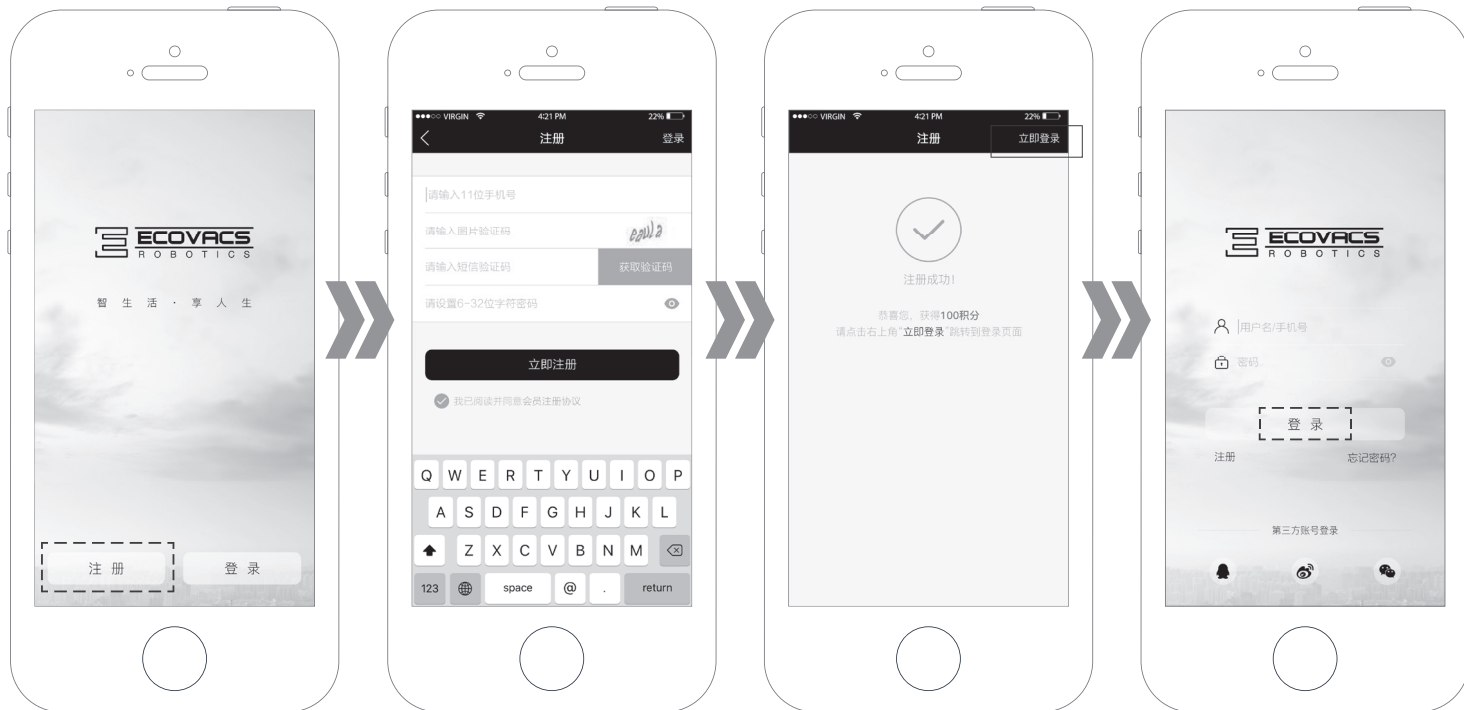 ECOVACS
ROBOTICS
智生活·享人生
注册
登录
VIRGIN 4:21 PM 22%
注册 登录
请输入11位手机号
请输入图片验证码
请输入短信验证码 获取验证码
请设置6-32位字符密码
立即注册
我已阅读并同意会员注册协议
Q W E R T Y U I O P
A S D F G H J K L
Z X C V B N M
123 space @ . return
VIRGIN 4:21 PM 22%
注册 立即登录
注册成功!
恭喜您,获得100积分
请点击右上角“立即登录”跳转到登录页面
ECOVACS
ROBOTICS
用户名/手机号
密码
登录
注册 忘记密码?
第三方账号登录